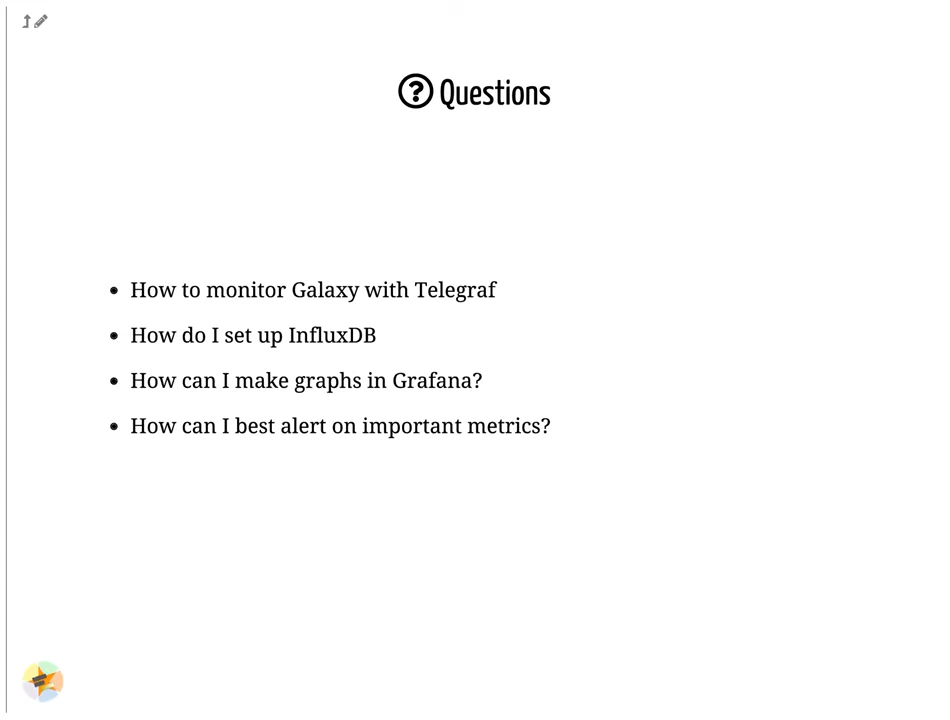 Questions
How to monitor Galaxy with Telegraf
How do I set up InfluxDB
How can I make graphs in Grafana?
How can I best alert on important metrics?